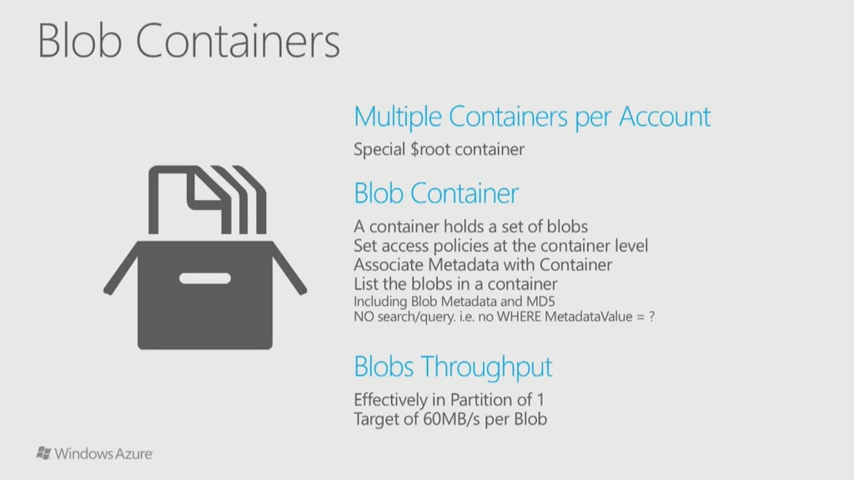 Blob Containers
Multiple Containers per Account
Special $root container
Blob Container
A container holds a set of blobs
Set access policies at the container level
Associate Metadata with Container
List the blobs in a container
Including Blob Metadata and MD5
NO search/query. i.e. no WHERE MetadataValue = ?
Blobs Throughput
Effectively in Partition of 1
Target of 60MB/s per Blob
Windows Azure